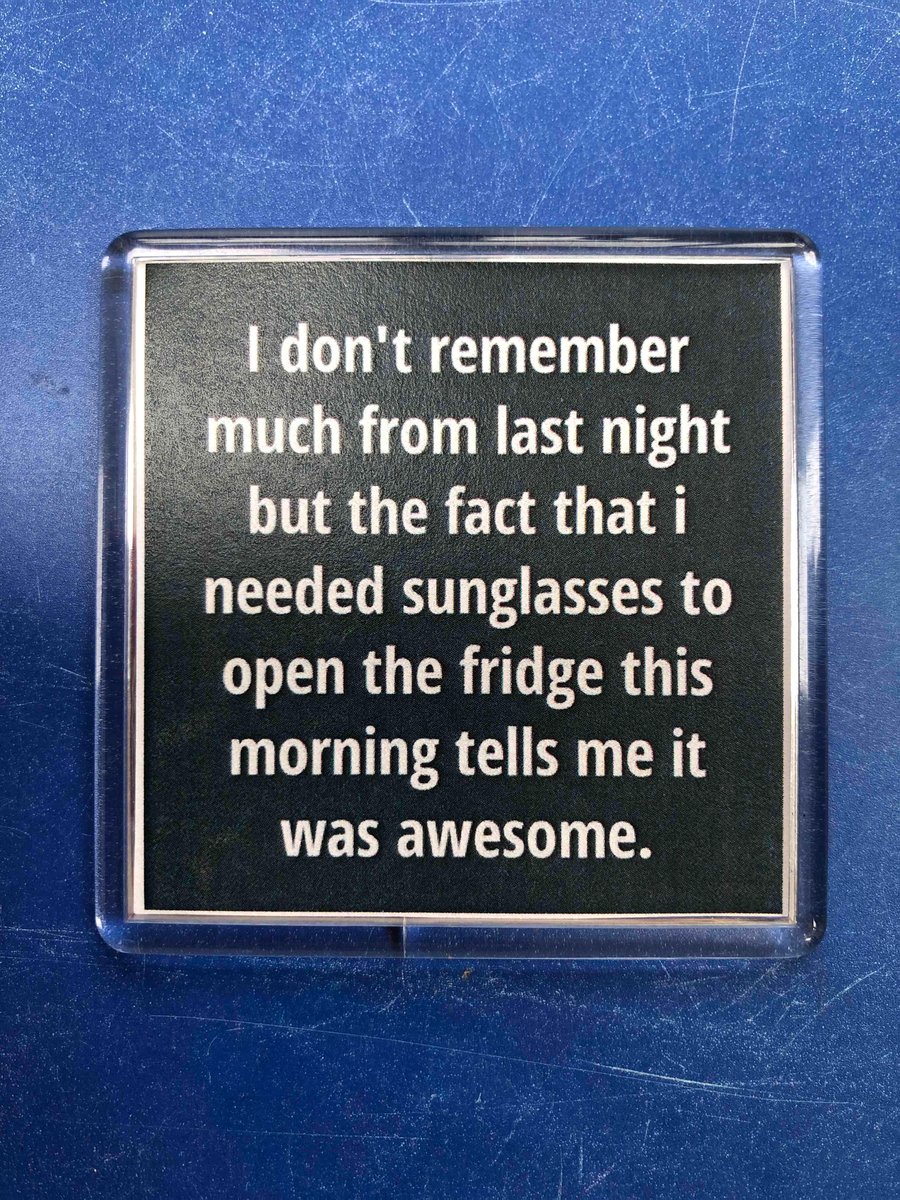 I don't remember
much from last night
but the fact that i
needed sunglasses to
open the fridge this
morning tells me it
was awesome.